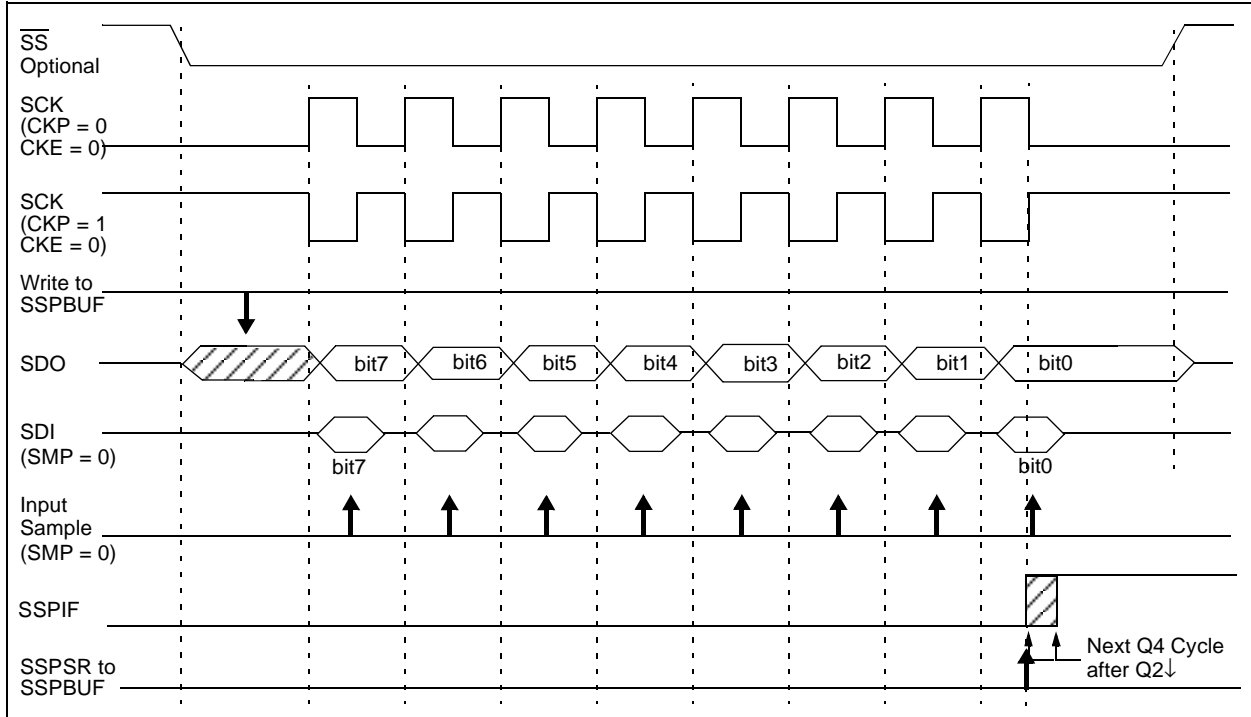 SS
Optional
SCK
(CKP = 0
CKE = 0)
SCK
(CKP = 1
CKE = 0)
Write to
SSPBUF
SDO
bit7 bit6 bit5 bit4 bit3 bit2 bit1 bit0
SDI
(SMP = 0)
bit7 bit0
Input
Sample
(SMP = 0)
SSPIF
Next Q4 Cycle
after Q2↓
SSPSR to
SSPBUF